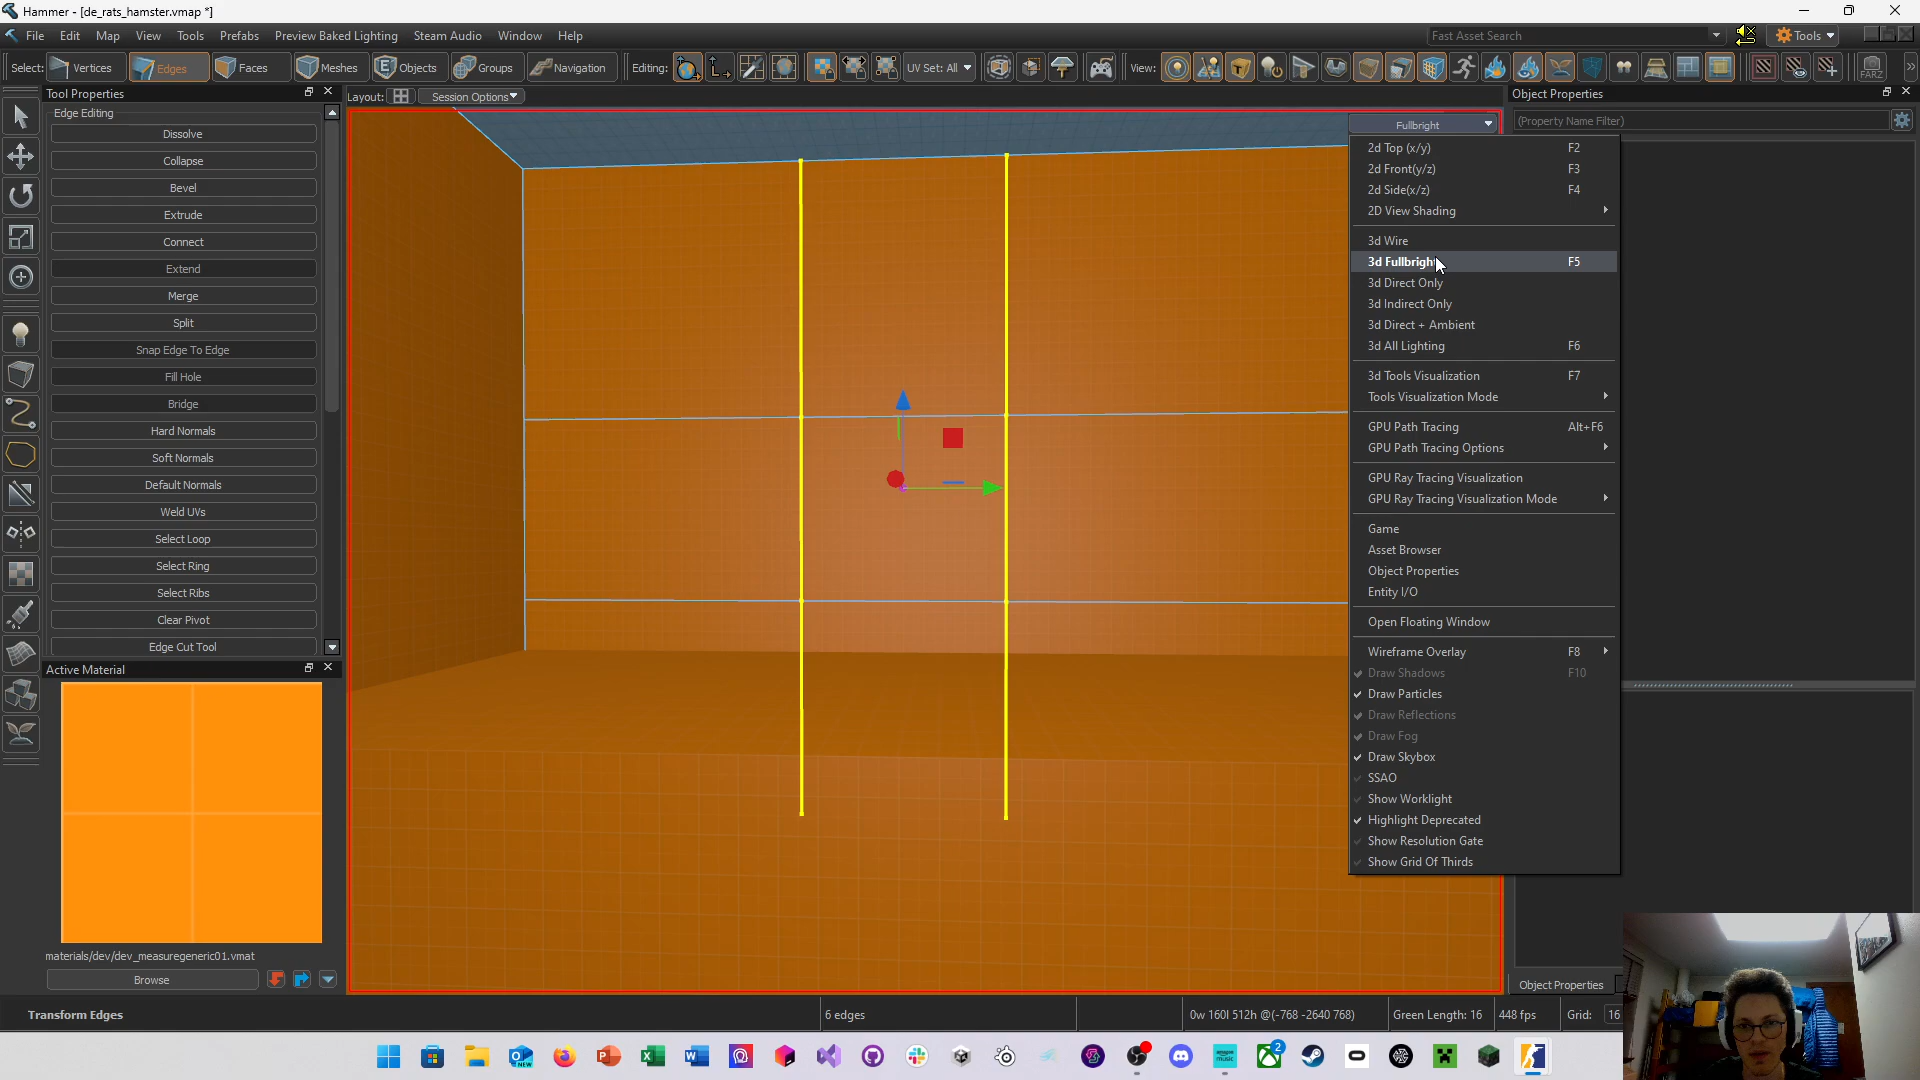 Hammer - [de_rats_hamster.vmap *]
File Edit Map View Tools Prefabs Preview Baked Lighting Steam Audio Window Help
Fast Asset Search
Tools
Select: Vertices Edges Faces Meshes Objects Groups Navigation Editing: UV Set: All View: FARZ
Tool Properties
Layout: Session Options
Object Properties
Edge Editing
(Property Name Filter)
Dissolve
Collapse
Bevel
Extrude
Connect
Extend
Merge
Split
Snap Edge To Edge
Fill Hole
Bridge
Hard Normals
Soft Normals
Default Normals
Weld UVs
Select Loop
Select Ring
Select Ribs
Clear Pivot
Edge Cut Tool
Active Material
materials/dev/dev_measuregeneric01.vmat
Browse
Fullbright
2d Top (x/y) F2
2d Front(y/z) F3
2d Side(x/z) F4
2D View Shading
3d Wire
3d Fullbright F5
3d Direct Only
3d Indirect Only
3d Direct + Ambient
3d All Lighting F6
3d Tools Visualization F7
Tools Visualization Mode
GPU Path Tracing Alt+F6
GPU Path Tracing Options
GPU Ray Tracing Visualization
GPU Ray Tracing Visualization Mode
Game
Asset Browser
Object Properties
Entity I/O
Open Floating Window
Wireframe Overlay F8
Draw Shadows F10
Draw Particles
Draw Reflections
Draw Fog
Draw Skybox
SSAO
Show Worklight
Highlight Deprecated
Show Resolution Gate
Show Grid Of Thirds
Object Properties
Transform Edges
6 edges
0w 160l 512h @(-768 -2640 768)
Green Length: 16
448 fps
Grid: 16
NEW
2